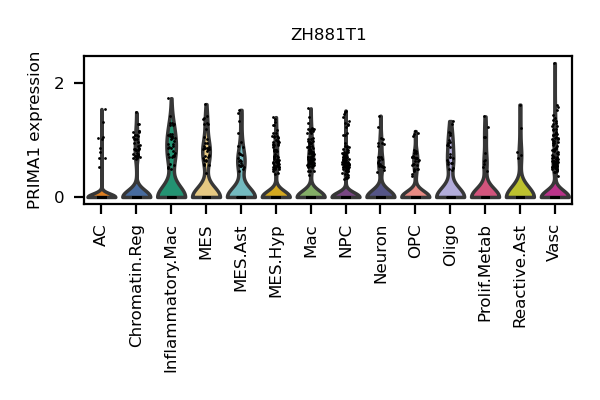 ZH881T1
PRIMA1 expression
2
0
AC
Chromatin.Reg
Inflammatory.Mac
MES
MES.Ast
MES.Hyp
Mac
NPC
Neuron
OPC
Oligo
Prolif.Metab
Reactive.Ast
Vasc